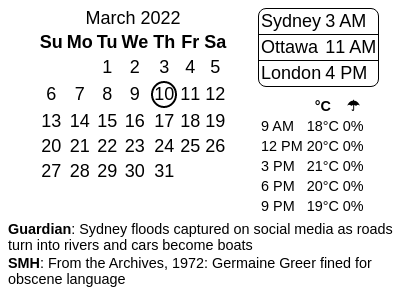 March 2022
Su Mo Tu We Th Fr Sa
1 2 3 4 5
6 7 8 9 10 11 12
13 14 15 16 17 18 19
20 21 22 23 24 25 26
27 28 29 30 31
Sydney 3 AM
Ottawa 11 AM
London 4 PM
°C ☂
9 AM 18°C 0%
12 PM 20°C 0%
3 PM 21°C 0%
6 PM 20°C 0%
9 PM 19°C 0%
Guardian: Sydney floods captured on social media as roads
turn into rivers and cars become boats
SMH: From the Archives, 1972: Germaine Greer fined for
obscene language